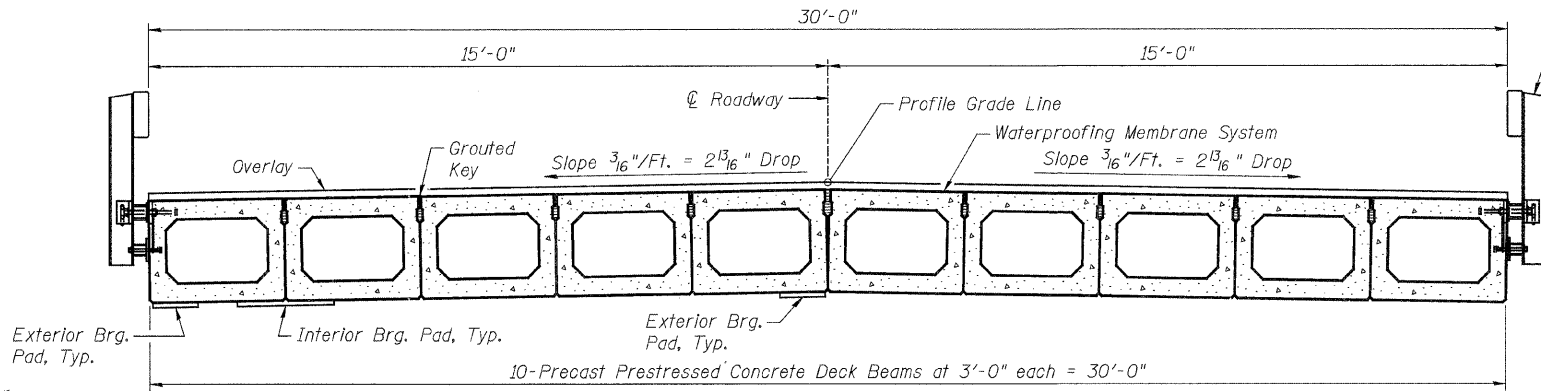 30'-0"
15'-0"
15'-0"
℄ Roadway
Profile Grade Line
Waterproofing Membrane System
Grouted
Key
Overlay
Slope 3/16"/Ft. = 2 13/16" Drop
Slope 3/16"/Ft. = 2 13/16" Drop
Exterior Brg.
Pad, Typ.
Interior Brg. Pad, Typ.
Exterior Brg.
Pad, Typ.
10-Precast Prestressed Concrete Deck Beams at 3'-0" each = 30'-0"